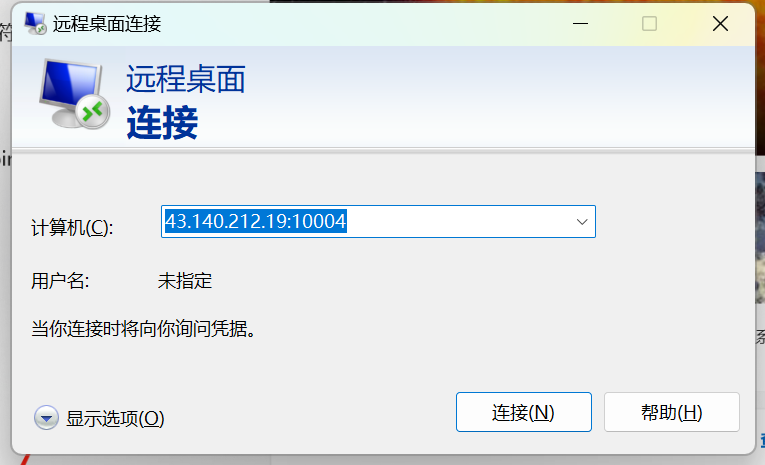 远程桌面连接
远程桌面
连接
计算机(C):
43.140.212.19:10004
用户名:
未指定
当你连接时将向你询问凭据。
显示选项(O)
连接(N)
帮助(H)